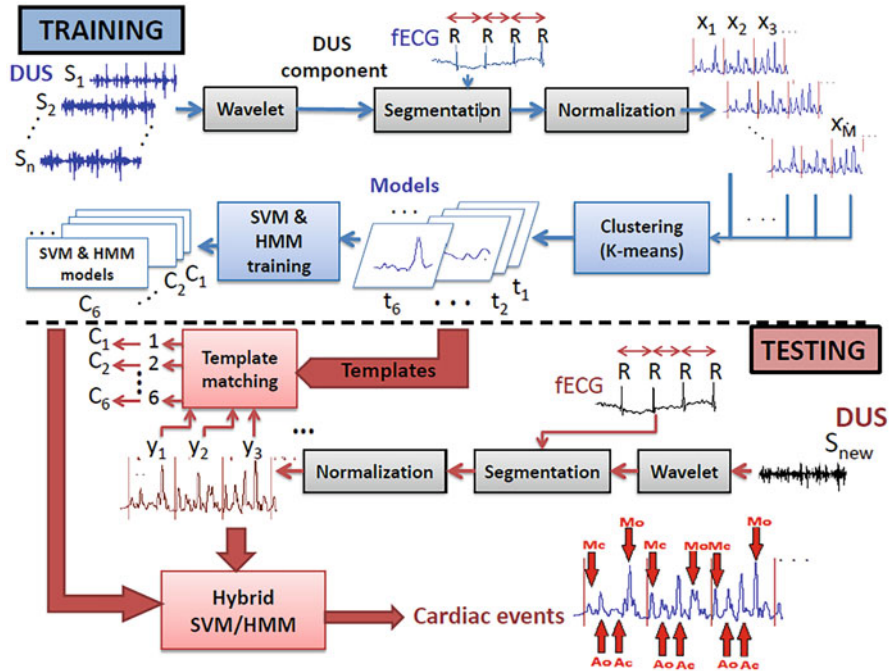 TRAINING
DUS
S1
S2
Sn
Wavelet
DUS component
fECG
R R R R
Segmentation
Normalization
x1 x2 x3 ...
xM
...
Clustering (K-means)
Models
...
t6 ... t2 t1
SVM & HMM training
...
SVM & HMM models
C6 ... C2 C1
TESTING
C1 1
C2 2
C6 6
Template matching
Templates
fECG
R R R R
DUS
Snew
Wavelet
Segmentation
Normalization
...
y1 y2 y3
Hybrid SVM/HMM
Cardiac events
Mc Mo Mc Mo Mc Mo
Ao Ac Ao Ac Ao Ac